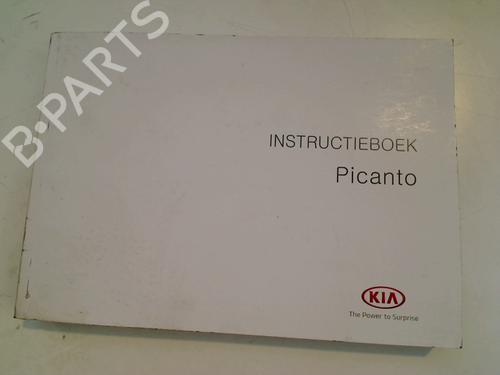 B-PARTS
INSTRUCTIEBOEK
Picanto
KIA
The Power to Surprise